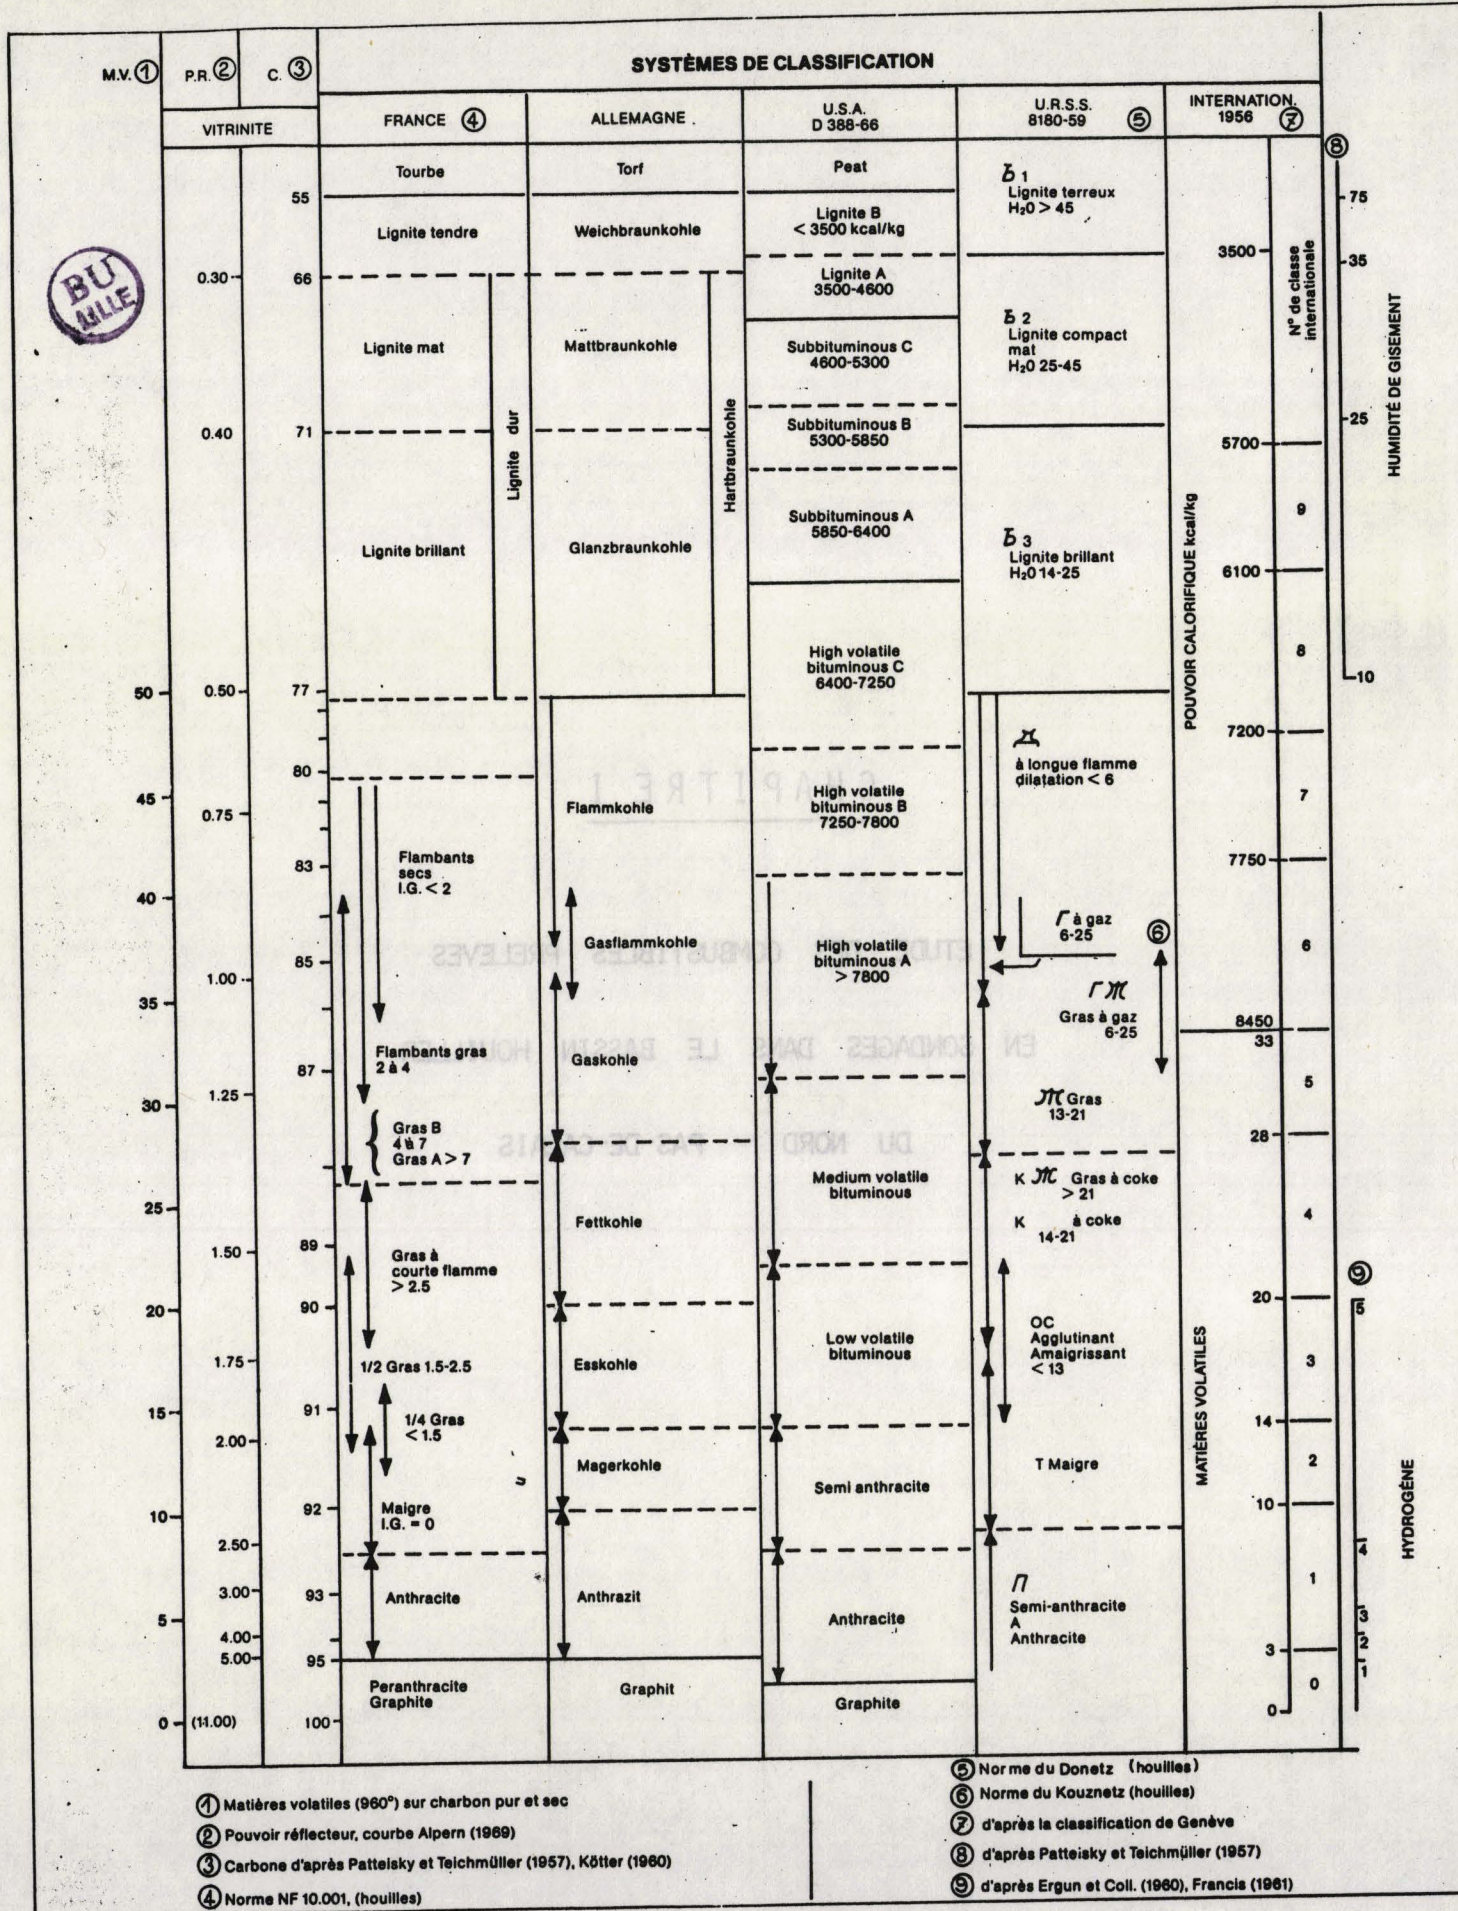 SYSTÈMES DE CLASSIFICATION
M.V. ①
P.R. ②
C. ③
VITRINITE
FRANCE ④
ALLEMAGNE
U.S.A.
D 388-66
U.R.S.S.
8180-59 ⑤
INTERNATION.
1956 ⑦
⑧
BU
LILLE
50
45
40
35
30
25
20
15
10
5
0
0.30
0.40
0.50
0.75
1.00
1.25
1.50
1.75
2.00
2.50
3.00
4.00
5.00
(11.00)
55
66
71
77
80
83
85
87
89
90
91
92
93
95
100
Tourbe
Lignite tendre
Lignite mat
Lignite brillant
Lignite dur
Flambants
secs
I.G. < 2
Flambants gras
2 à 4
Gras B
4 à 7
Gras A > 7
Gras à
courte flamme
> 2.5
1/2 Gras 1.5-2.5
1/4 Gras
< 1.5
Maigre
I.G. = 0
Anthracite
Peranthracite
Graphite
Torf
Weichbraunkohle
Mattbraunkohle
Glanzbraunkohle
Hartbraunkohle
Flammkohle
Gasflammkohle
Gaskohle
Fettkohle
Esskohle
Magerkohle
Anthrazit
Graphit
Peat
Lignite B
< 3500 kcal/kg
Lignite A
3500-4600
Subbituminous C
4600-5300
Subbituminous B
5300-5850
Subbituminous A
5850-6400
High volatile
bituminous C
6400-7250
High volatile
bituminous B
7250-7800
High volatile
bituminous A
> 7800
Medium volatile
bituminous
Low volatile
bituminous
Semi anthracite
Anthracite
Graphite
Б 1
Lignite terreux
H₂O > 45
Б 2
Lignite compact
mat
H₂O 25-45
Б 3
Lignite brillant
H₂O 14-25
Д
à longue flamme
dilatation < 6
Г à gaz
6-25
⑥
Г Ж
Gras à gaz
6-25
Ж Gras
13-21
K Ж Gras à coke
> 21
K à coke
14-21
OC
Agglutinant
Amaigrissant
< 13
T Maigre
П
Semi-anthracite
A
Anthracite
POUVOIR CALORIFIQUE kcal/kg
3500
5700
6100
7200
7750
8450
MATIÈRES VOLATILES
33
28
20
14
10
3
0
N° de classe
internationale
9
8
7
6
5
4
3
2
1
0
HUMIDITÉ DE GISEMENT
75
35
25
10
⑨
HYDROGÈNE
5
4
3
2
1
CHAPITRE I
COMBUSTIBLES PRELEVES
EN SONDAGES DANS LE BASSIN HOUILLER
DU NORD PAS-DE-CALAIS
① Matières volatiles (960°) sur charbon pur et sec
② Pouvoir réflecteur, courbe Alpern (1969)
③ Carbone d'après Patteisky et Teichmüller (1957), Kötter (1960)
④ Norme NF 10.001, (houilles)
⑤ Norme du Donetz (houilles)
⑥ Norme du Kouznetz (houilles)
⑦ d'après la classification de Genève
⑧ d'après Patteisky et Teichmüller (1957)
⑨ d'après Ergun et Coll. (1960), Francis (1961)